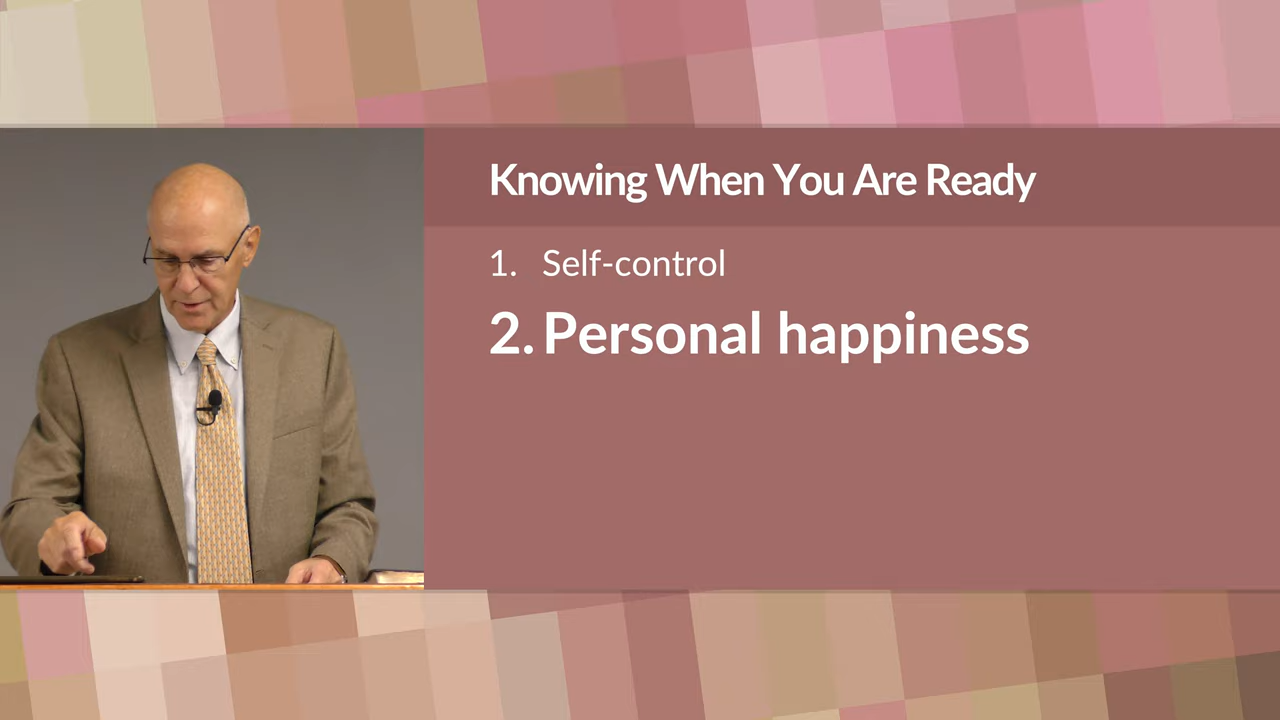 Knowing When You Are Ready
1. Self-control
2. Personal happiness